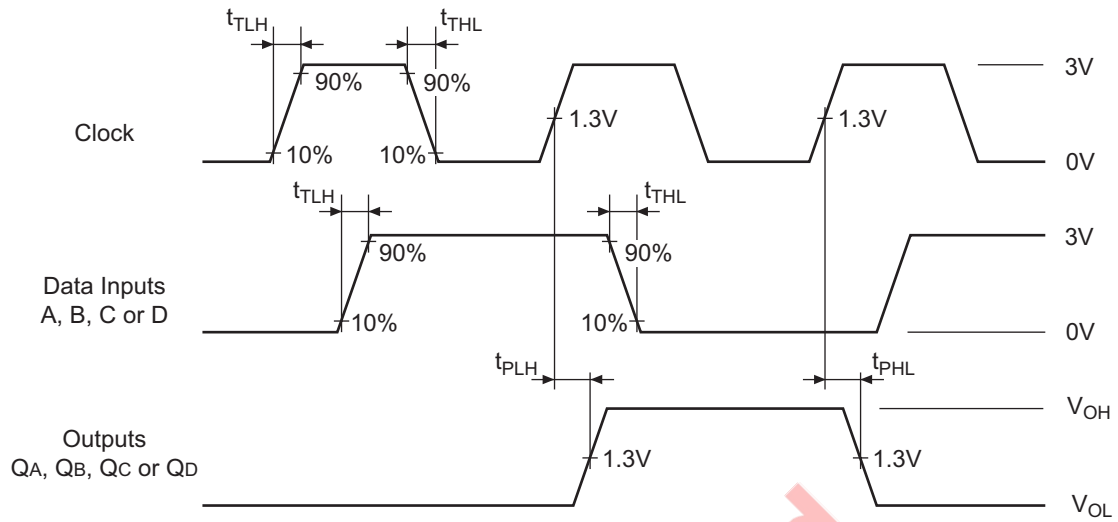 tTLH tTHL
90% 90% 3V
Clock 1.3V 1.3V
10% 10% 0V
tTLH tTHL
90% 90% 3V
Data Inputs
A, B, C or D
10% 10% 0V
tPLH tPHL
VOH
Outputs
QA, QB, QC or QD
1.3V 1.3V
VOL